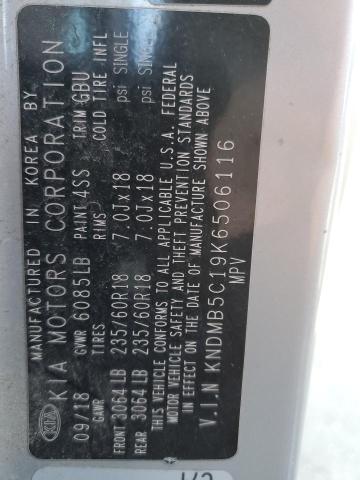 MANUFACTURED IN KOREA BY
KIA MOTORS CORPORATION
KIA
09/18 GVWR 6085LB PAINT 4SS TRIM GBU
GAWR TIRES RIMS COLD TIRE INFL
FRONT 3064LB 235/60R18 7.0Jx18 psi SINGLE
REAR 3064LB 235/60R18 7.0Jx18 psi SINGLE
THIS VEHICLE CONFORMS TO ALL APPLICABLE U.S.A. FEDERAL
MOTOR VEHICLE SAFETY AND THEFT PREVENTION STANDARDS
IN EFFECT ON THE DATE OF MANUFACTURE SHOWN ABOVE
V.I.N KNDMB5C19K6506116
MPV